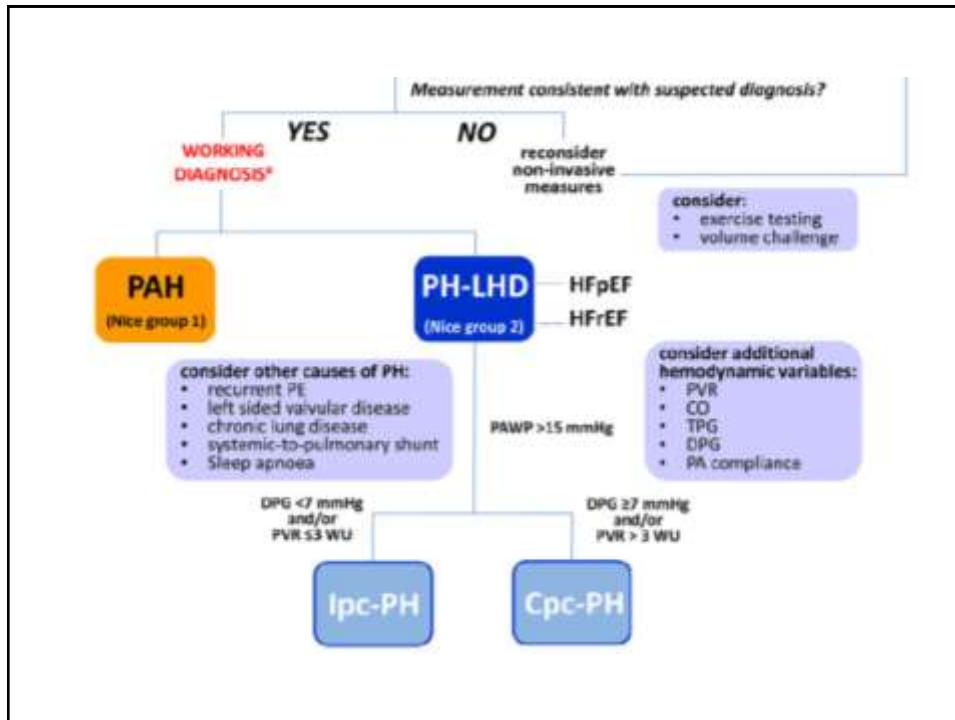 Measurement consistent with suspected diagnosis?
YES
NO
WORKING
DIAGNOSIS*
reconsider
non-invasive
measures
consider:
• exercise testing
• volume challenge
PAH
(Nice group 1)
PH-LHD
(Nice group 2)
HFpEF
HFrEF
consider other causes of PH:
• recurrent PE
• left sided valvular disease
• chronic lung disease
• systemic-to-pulmonary shunt
• Sleep apnoea
PAWP >15 mmHg
consider additional
hemodynamic variables:
• PVR
• CO
• TPG
• DPG
• PA compliance
DPG <7 mmHg
and/or
PVR ≤3 WU
DPG ≥7 mmHg
and/or
PVR > 3 WU
Ipc-PH
Cpc-PH